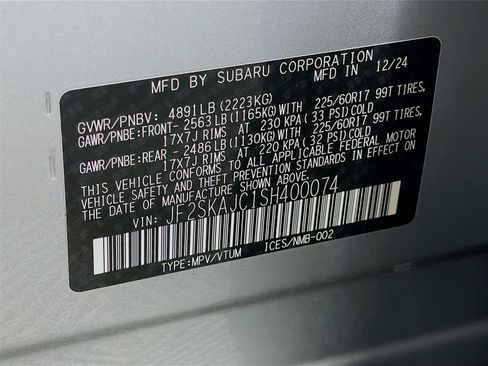 MFD BY SUBARU CORPORATION 12/24
GVWR/PNBV: 4891LB(2223KG)
GAWR/PNBE:FRONT- 2563LB(1165KG)WITH 225/60R17 99T TIRES,
17X7J RIMS AT 230 KPA(33 PSI)COLD
GAWR/PNBE:REAR - 2486LB(1130KG)WITH 225/60R17 99T TIRES,
17X7J RIMS AT 220 KPA(32 PSI)COLD
THIS VEHICLE CONFORMS TO ALL APPLICABLE FEDERAL MOTOR
VEHICLE SAFETY AND THEFT PREVENTION STANDARDS IN EFFECT ON
THE DATE OF MANUFACTURE SHOWN ABOVE.
VIN: JF2SKAJC1SH400074
TYPE:MPV/VTUM ICES/NMB-002